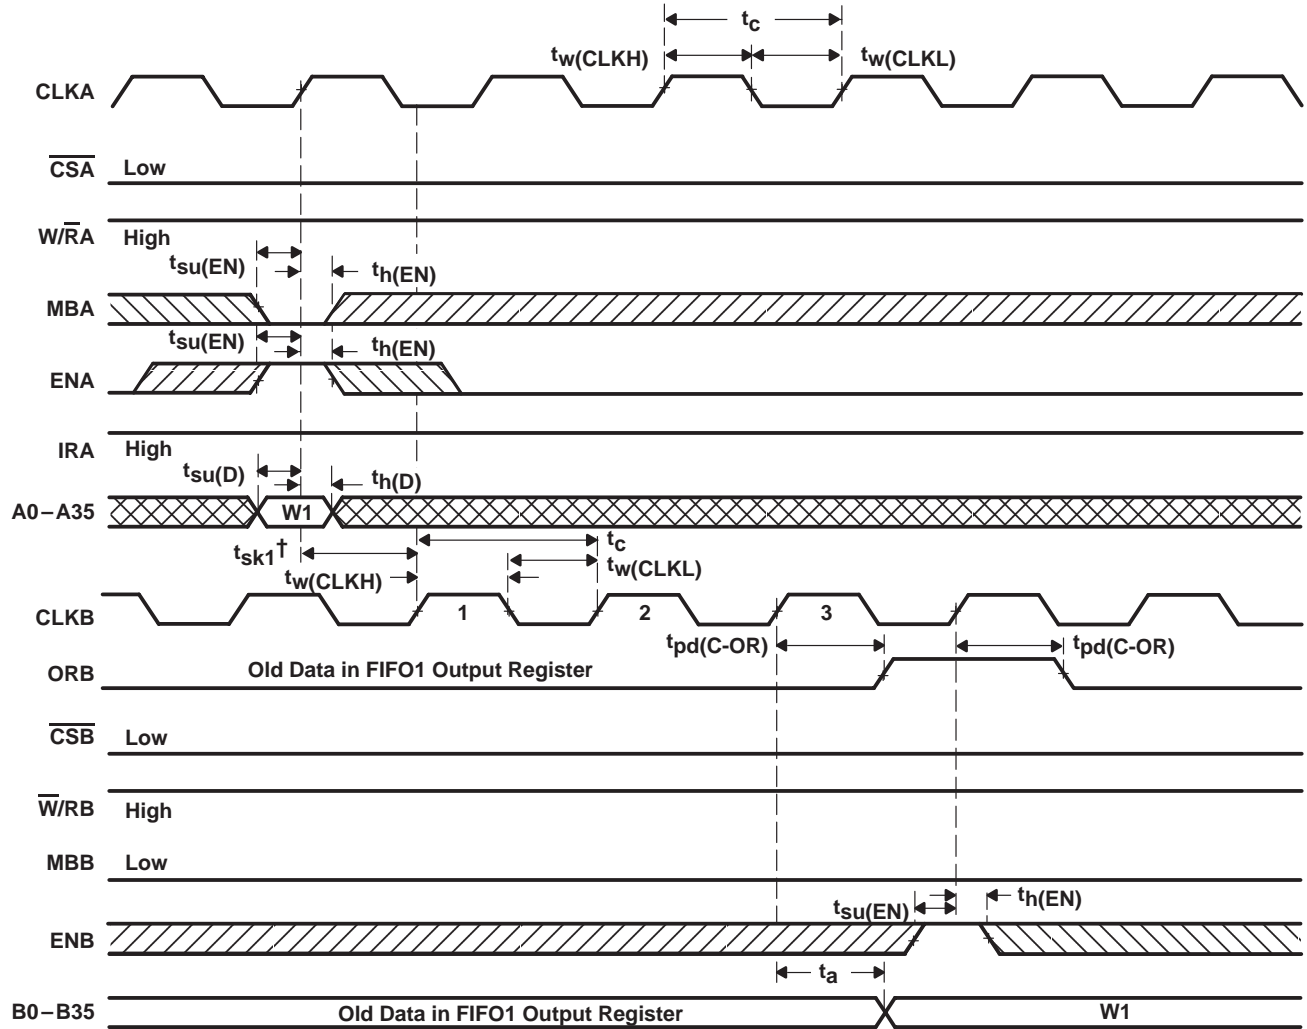 tc
tw(CLKH)
tw(CLKL)
CLKA
CSA
Low
W/RA
High
tsu(EN)
th(EN)
MBA
tsu(EN)
th(EN)
ENA
IRA
High
tsu(D)
th(D)
A0–A35
W1
tsk1†
tc
tw(CLKH)
tw(CLKL)
CLKB
1
2
3
tpd(C-OR)
tpd(C-OR)
ORB
Old Data in FIFO1 Output Register
CSB
Low
W/RB
High
MBB
Low
tsu(EN)
th(EN)
ENB
ta
B0–B35
Old Data in FIFO1 Output Register
W1